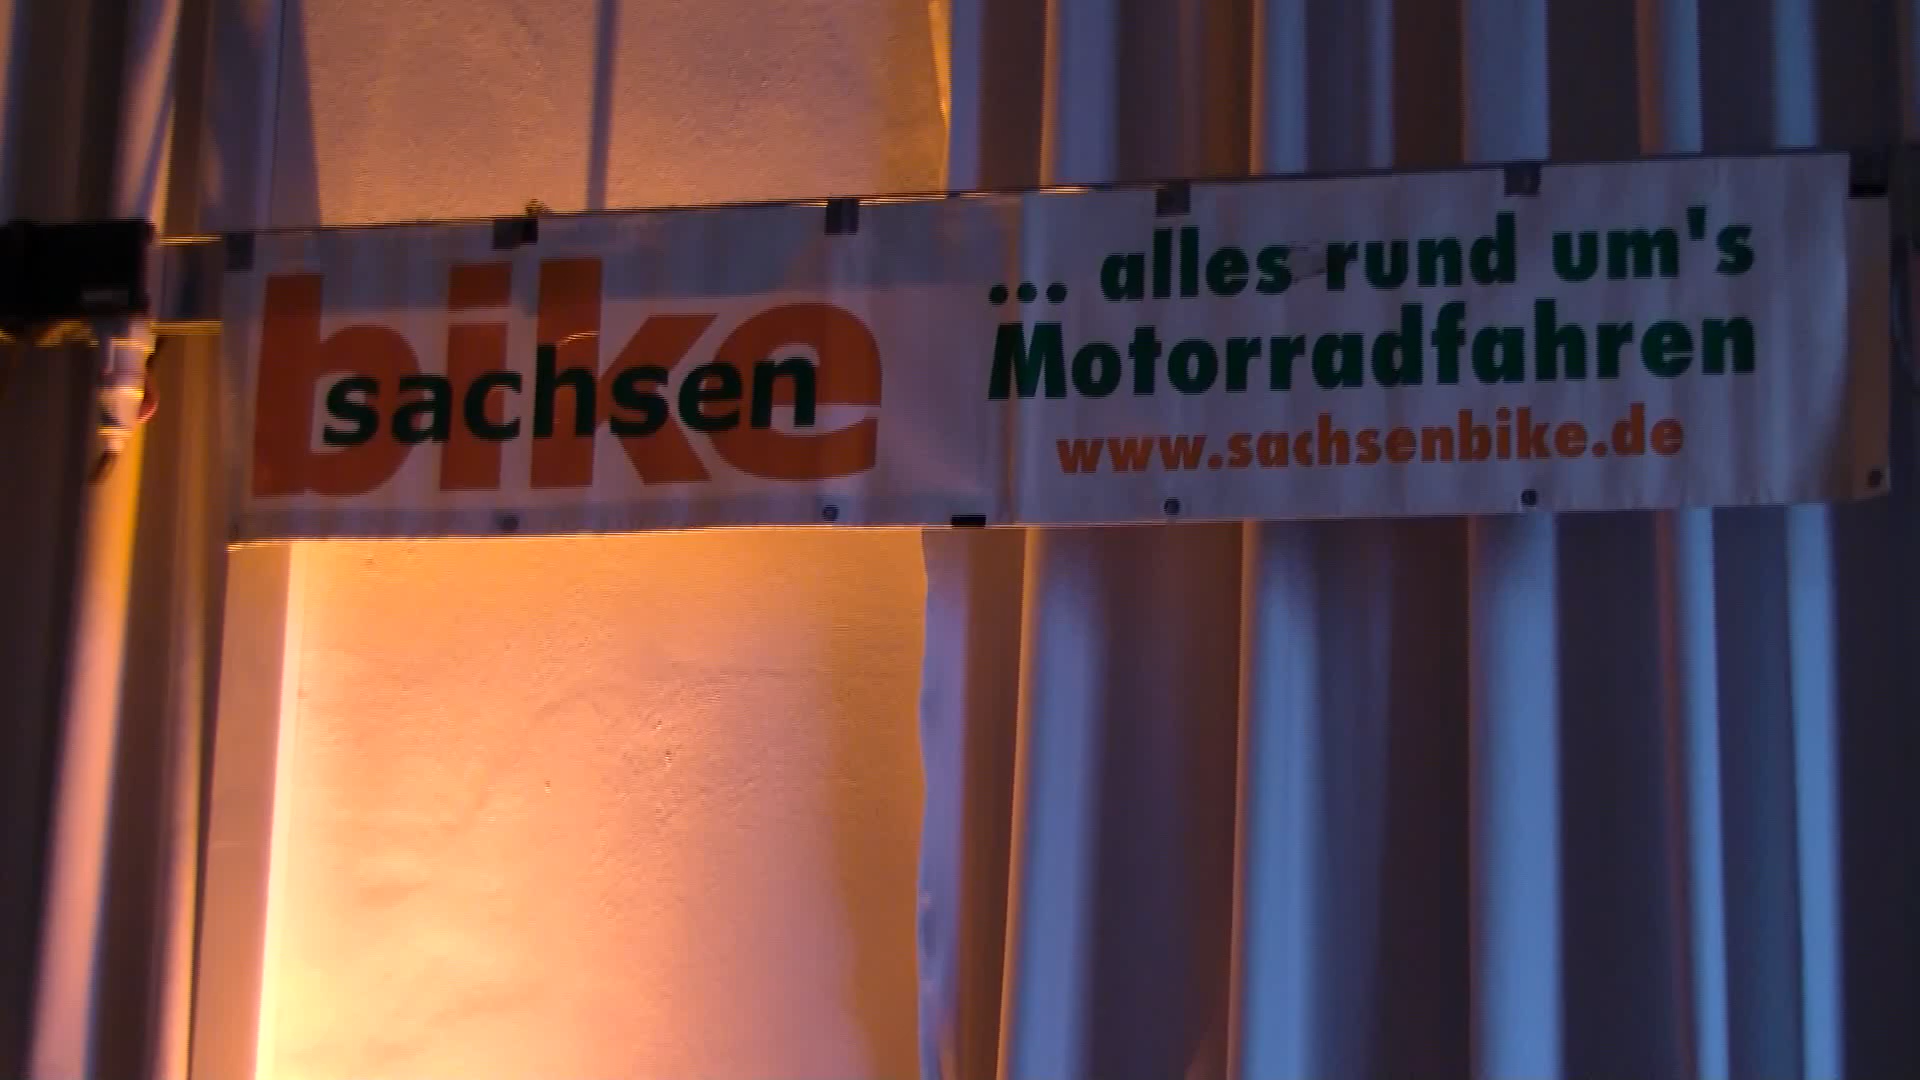 bike
sachsen
... alles rund um's
Motorradfahren
www.sachsenbike.de